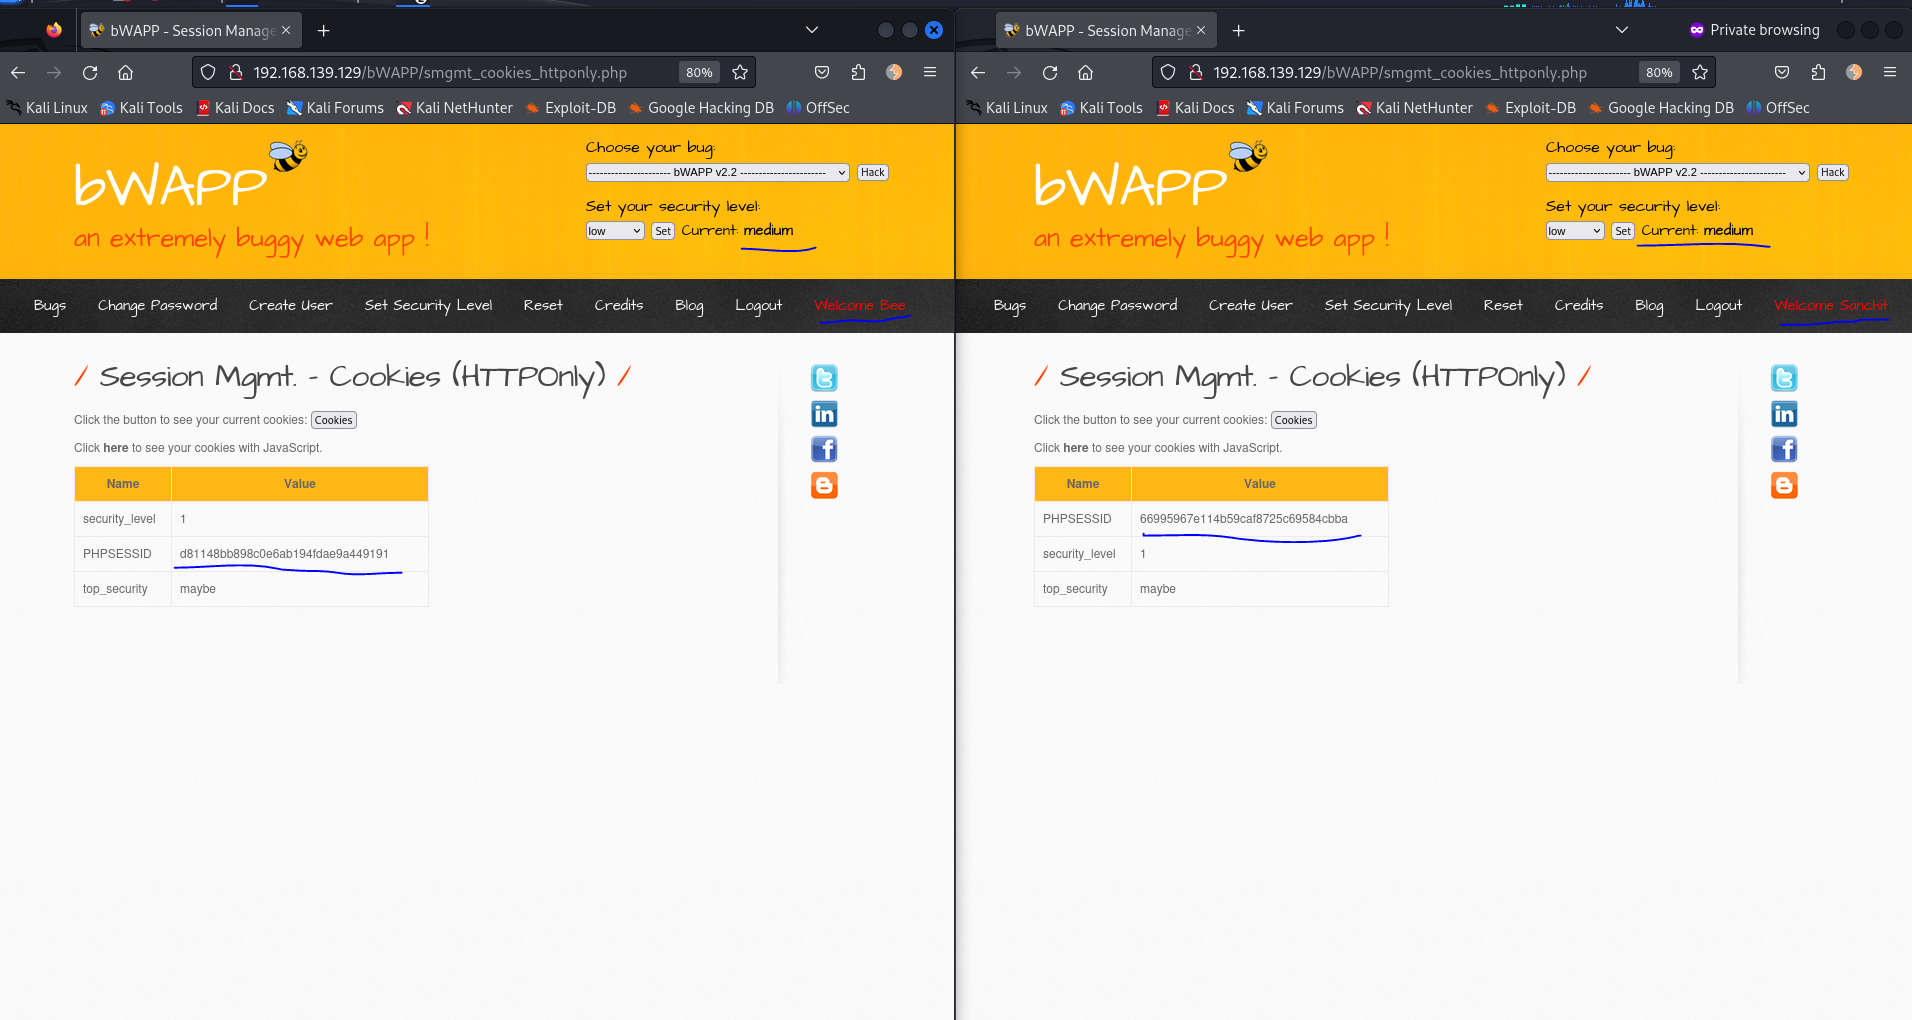 bWAPP - Session Manage
192.168.139.129/bWAPP/smgmt_cookies_httponly.php 80%
Kali Linux Kali Tools Kali Docs Kali Forums Kali NetHunter Exploit-DB Google Hacking DB OffSec
bWAPP
an extremely buggy web app !
Choose your bug:
---------------------- bWAPP v2.2 ----------------------- Hack
Set your security level:
low Set Current: medium
Bugs Change Password Create User Set Security Level Reset Credits Blog Logout Welcome Bee
/ Session Mgmt. - Cookies (HTTPOnly) /
Click the button to see your current cookies: Cookies
Click here to see your cookies with JavaScript.
Name Value
security_level 1
PHPSESSID d81148bb898c0e6ab194fdae9a449191
top_security maybe
bWAPP - Session Manage Private browsing
192.168.139.129/bWAPP/smgmt_cookies_httponly.php 80%
Kali Linux Kali Tools Kali Docs Kali Forums Kali NetHunter Exploit-DB Google Hacking DB OffSec
bWAPP
an extremely buggy web app !
Choose your bug:
---------------------- bWAPP v2.2 ----------------------- Hack
Set your security level:
low Set Current: medium
Bugs Change Password Create User Set Security Level Reset Credits Blog Logout Welcome Sanchit
/ Session Mgmt. - Cookies (HTTPOnly) /
Click the button to see your current cookies: Cookies
Click here to see your cookies with JavaScript.
Name Value
PHPSESSID 66995967e114b59caf8725c69584cbba
security_level 1
top_security maybe